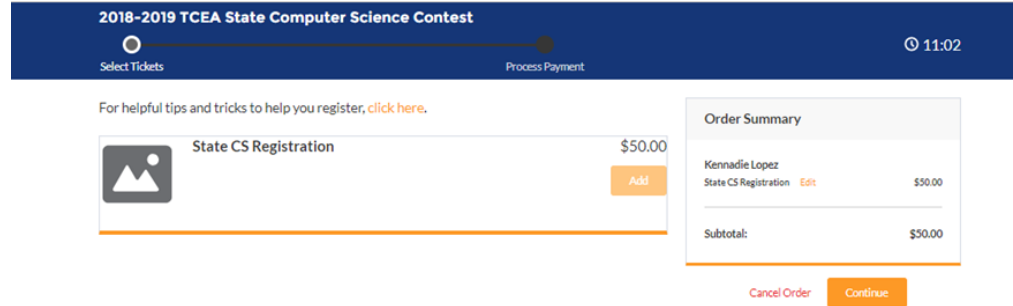 2018-2019 TCEA State Computer Science Contest
11:02
Select Tickets
Process Payment
For helpful tips and tricks to help you register, click here.
State CS Registration $50.00
Add
Order Summary
Kennadie Lopez
State CS Registration Edit $50.00
Subtotal: $50.00
Cancel Order Continue